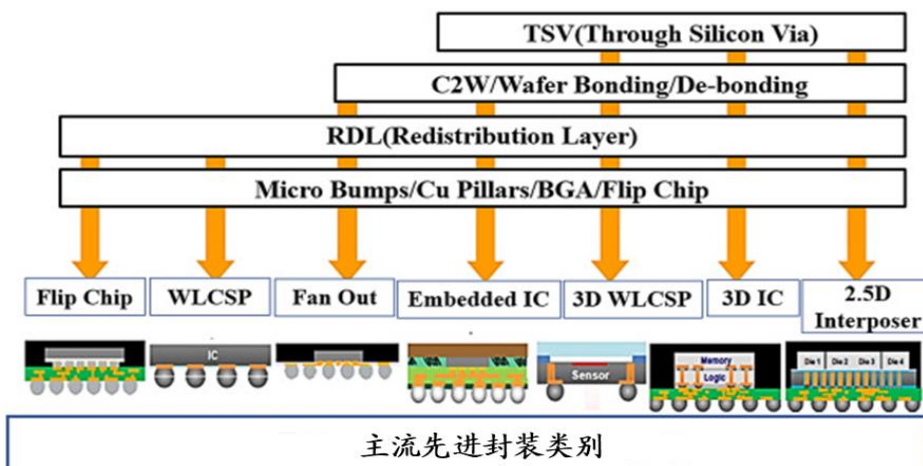 TSV(Through Silicon Via)
C2W/Wafer Bonding/De-bonding
RDL(Redistribution Layer)
Micro Bumps/Cu Pillars/BGA/Flip Chip
Flip Chip
WLCSP
Fan Out
Embedded IC
3D WLCSP
3D IC
2.5D
Interposer
IC
Sensor
Memory
Logic
Die 1
Die 2
Die 3
Die 4
主流先进封装类别